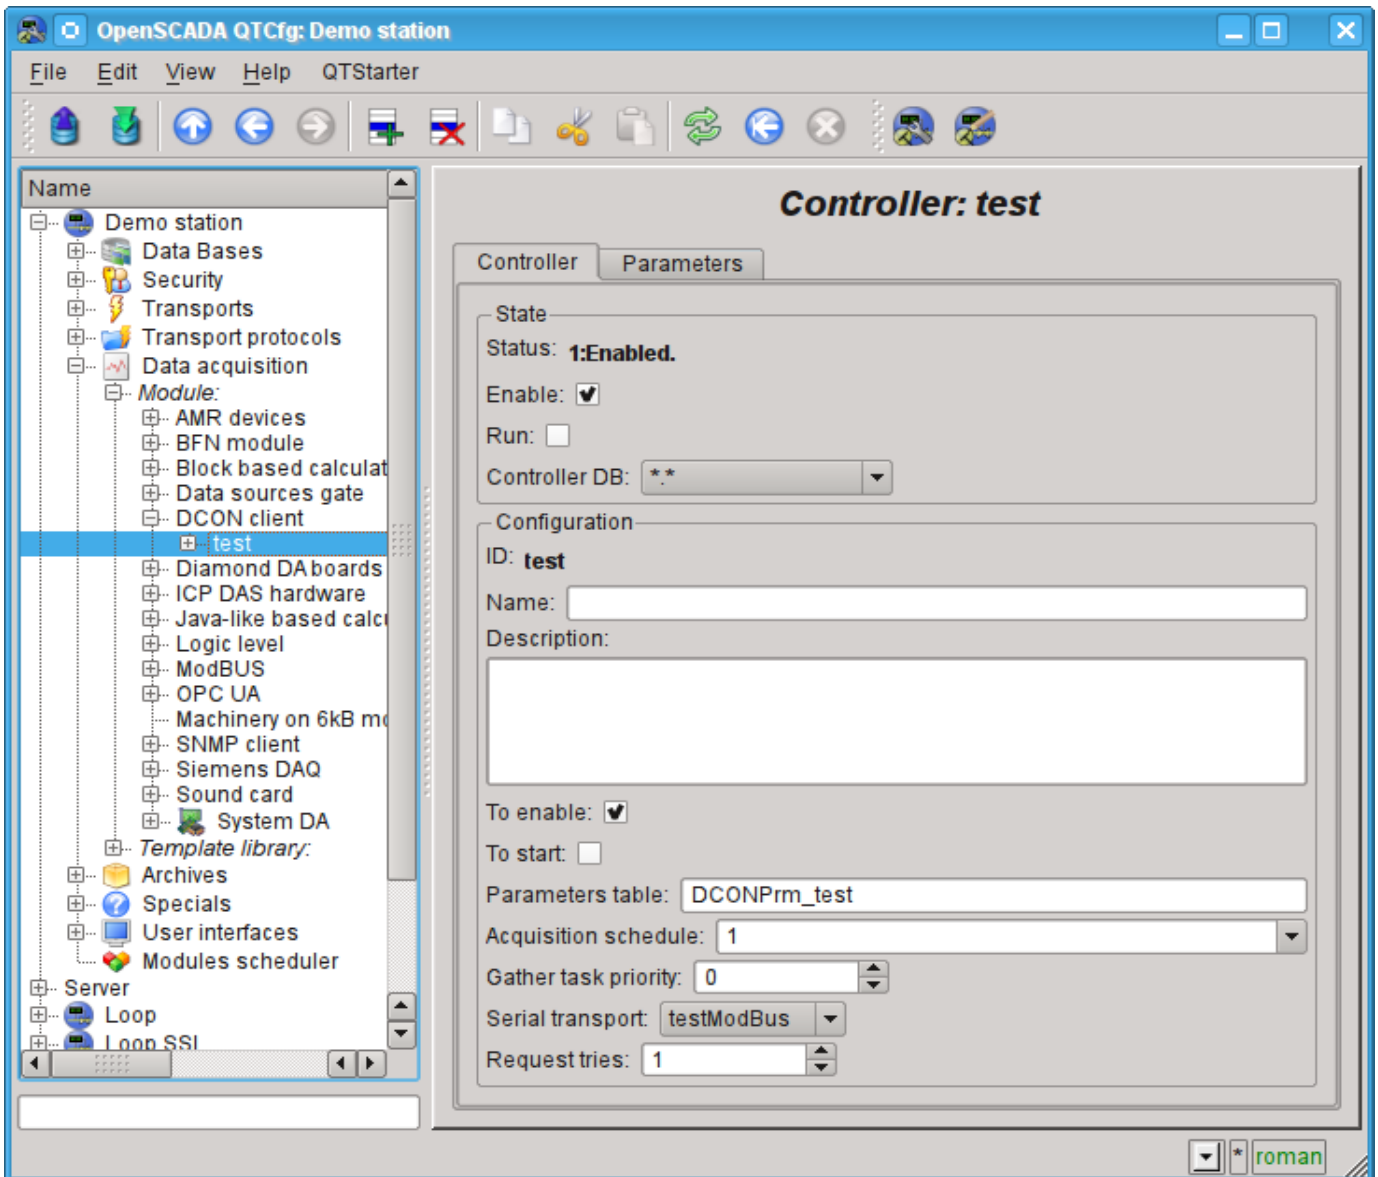 OpenSCADA QTCfg: Demo station
File Edit View Help QTStarter
Name
Demo station
Data Bases
Security
Transports
Transport protocols
Data acquisition
Module:
AMR devices
BFN module
Block based calculat
Data sources gate
DCON client
test
Diamond DA boards
ICP DAS hardware
Java-like based calcu
Logic level
ModBUS
OPC UA
Machinery on 6kB mo
SNMP client
Siemens DAQ
Sound card
System DA
Template library:
Archives
Specials
User interfaces
Modules scheduler
Server
Loop
Loop SSL
Controller: test
Controller Parameters
State
Status: 1:Enabled.
Enable:
Run:
Controller DB: *.*
Configuration
ID: test
Name:
Description:
To enable:
To start:
Parameters table: DCONPrm_test
Acquisition schedule: 1
Gather task priority: 0
Serial transport: testModBus
Request tries: 1
* roman